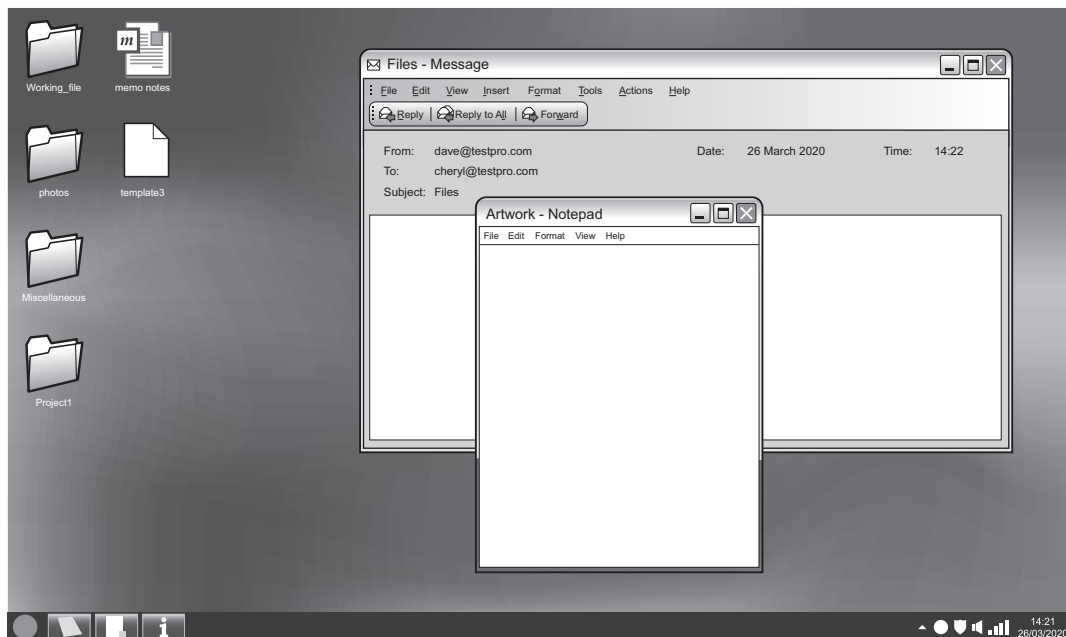 m
Working_file
memo notes
photos
template3
Miscellaneous
Project1
Files - Message
File Edit View Insert Format Tools Actions Help
Reply Reply to All Forward
From: dave@testpro.com Date: 26 March 2020 Time: 14:22
To: cheryl@testpro.com
Subject: Files
Artwork - Notepad
File Edit Format View Help
i
14:21
26/03/2020